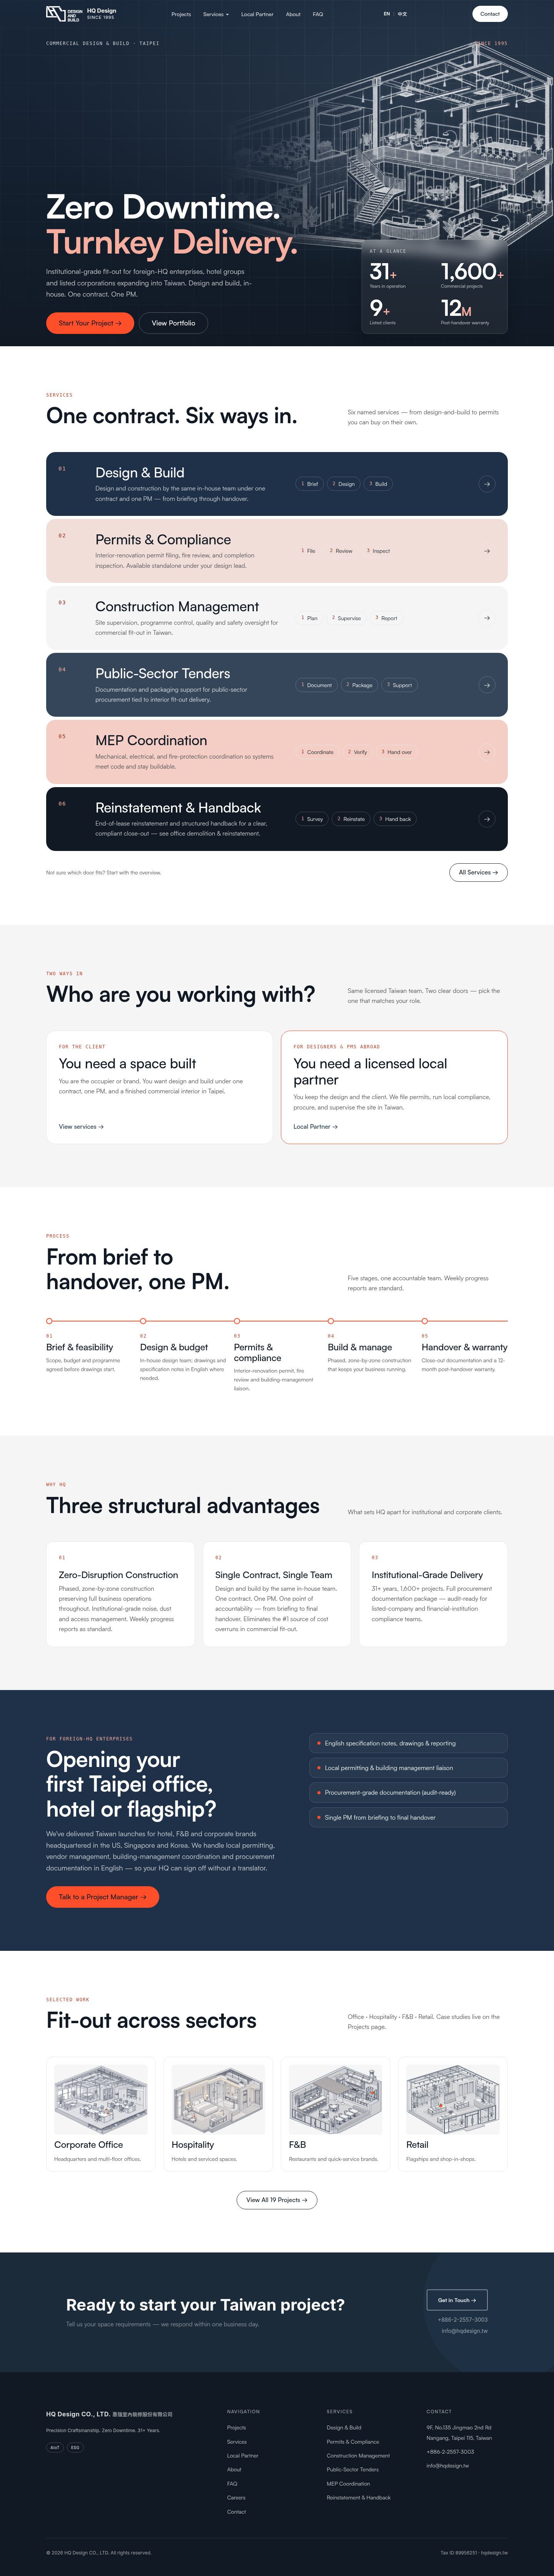 DESIGN
AND
BUILD
HQ Design
SINCE 1995
Projects
Services
Local Partner
About
FAQ
EN
中文
Contact
COMMERCIAL DESIGN & BUILD · TAIPEI
SINCE 1995
Zero Downtime.
Turnkey Delivery.
Institutional-grade fit-out for foreign-HQ enterprises, hotel groups
and listed corporations expanding into Taiwan. Design and build, in-
house. One contract. One PM.
Start Your Project →
View Portfolio
AT A GLANCE
31+
Years in operation
1,600+
Commercial projects
9+
Listed clients
12M
Post-handover warranty
SERVICES
One contract. Six ways in.
Six named services — from design-and-build to permits
you can buy on their own.
01
Design & Build
Design and construction by the same in-house team under one
contract and one PM — from briefing through handover.
1 Brief
2 Design
3 Build
→
02
Permits & Compliance
Interior-renovation permit filing, fire review, and completion
inspection. Available standalone under your design lead.
1 File
2 Review
3 Inspect
→
03
Construction Management
Site supervision, programme control, quality and safety oversight for
commercial fit-out in Taiwan.
1 Plan
2 Supervise
3 Report
→
04
Public-Sector Tenders
Documentation and packaging support for public-sector
procurement tied to interior fit-out delivery.
1 Document
2 Package
3 Support
→
05
MEP Coordination
Mechanical, electrical, and fire-protection coordination so systems
meet code and stay buildable.
1 Coordinate
2 Verify
3 Hand over
→
06
Reinstatement & Handback
End-of-lease reinstatement and structured handback for a clear,
compliant close-out — see office demolition & reinstatement.
1 Survey
2 Reinstate
3 Hand back
→
Not sure which door fits? Start with the overview.
All Services →
TWO WAYS IN
Who are you working with?
Same licensed Taiwan team. Two clear doors — pick the
one that matches your role.
FOR THE CLIENT
You need a space built
You are the occupier or brand. You want design and build under one
contract, one PM, and a finished commercial interior in Taipei.
View services →
FOR DESIGNERS & PMS ABROAD
You need a licensed local
partner
You keep the design and the client. We file permits, run local compliance,
procure, and supervise the site in Taiwan.
Local Partner →
PROCESS
From brief to
handover, one PM.
Five stages, one accountable team. Weekly progress
reports are standard.
01
Brief & feasibility
Scope, budget and programme
agreed before drawings start.
02
Design & budget
In-house design team; drawings and
specification notes in English where
needed.
03
Permits &
compliance
Interior-renovation permit, fire
review and building-management
liaison.
04
Build & manage
Phased, zone-by-zone construction
that keeps your business running.
05
Handover & warranty
Close-out documentation and a 12-
month post-handover warranty.
WHY HQ
Three structural advantages
What sets HQ apart for institutional and corporate clients.
01
Zero-Disruption Construction
Phased, zone-by-zone construction
preserving full business operations
throughout. Institutional-grade noise, dust
and access management. Weekly progress
reports as standard.
02
Single Contract, Single Team
Design and build by the same in-house team.
One contract. One PM. One point of
accountability — from briefing to final
handover. Eliminates the #1 source of cost
overruns in commercial fit-out.
03
Institutional-Grade Delivery
31+ years. 1,600+ projects. Full procurement
documentation package — audit-ready for
listed-company and financial-institution
compliance teams.
FOR FOREIGN-HQ ENTERPRISES
Opening your
first Taipei office,
hotel or flagship?
We've delivered Taiwan launches for hotel, F&B and corporate brands
headquartered in the US, Singapore and Korea. We handle local permitting,
vendor management, building-management coordination and procurement
documentation in English — so your HQ can sign off without a translator.
Talk to a Project Manager →
English specification notes, drawings & reporting
Local permitting & building management liaison
Procurement-grade documentation (audit-ready)
Single PM from briefing to final handover
SELECTED WORK
Fit-out across sectors
Office · Hospitality · F&B · Retail. Case studies live on the
Projects page.
Corporate Office
Headquarters and multi-floor offices.
Hospitality
Hotels and serviced spaces.
F&B
Restaurants and quick-service brands.
Retail
Flagships and shop-in-shops.
View All 19 Projects →
Ready to start your Taiwan project?
Tell us your space requirements — we respond within one business day.
Get in Touch →
+886-2-2557-3003
info@hqdesign.tw
HQ Design CO., LTD.
Precision Craftsmanship. Zero Downtime. 31+ Years.
AIoT
ESG
NAVIGATION
Projects
Services
Local Partner
About
FAQ
Careers
Contact
SERVICES
Design & Build
Permits & Compliance
Construction Management
Public-Sector Tenders
MEP Coordination
Reinstatement & Handback
CONTACT
9F, No.135 Jingmao 2nd Rd
Nangang, Taipei 115, Taiwan
+886-2-2557-3003
info@hqdesign.tw
© 2026 HQ Design CO., LTD. All rights reserved.
Tax ID 89956251 · hqdesign.tw